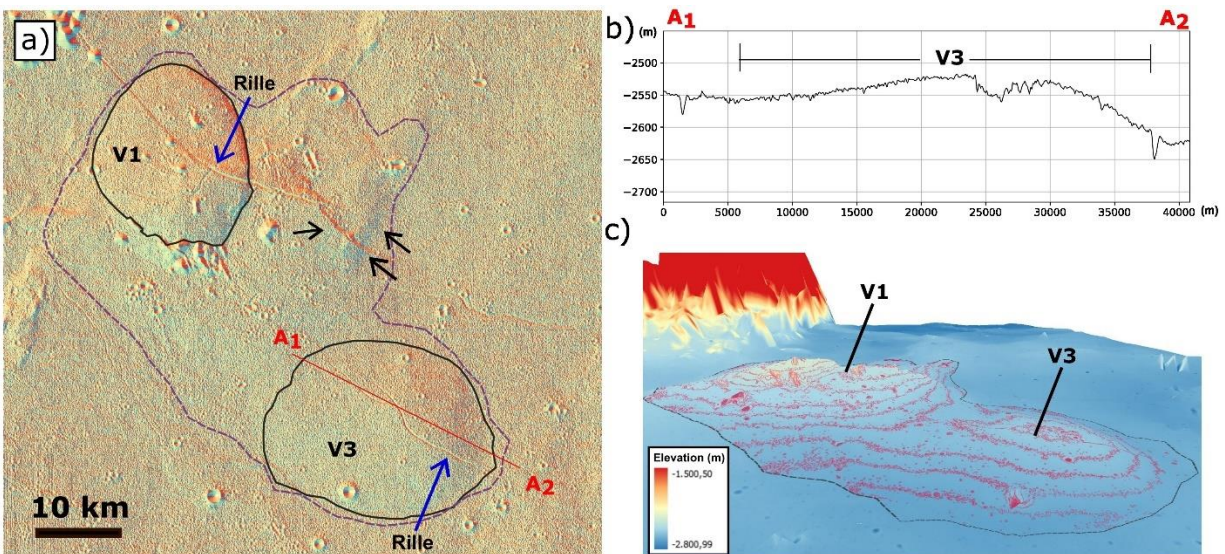 a)
Rille
V1
A1
V3
A2
10 km
Rille
b)
A1
A2
(m)
V3
-2500
-2550
-2600
-2650
-2700
0 5000 10000 15000 20000 25000 30000 35000 40000 (m)
c)
V1
V3
Elevation (m)
-1.500,50
-2.800,99